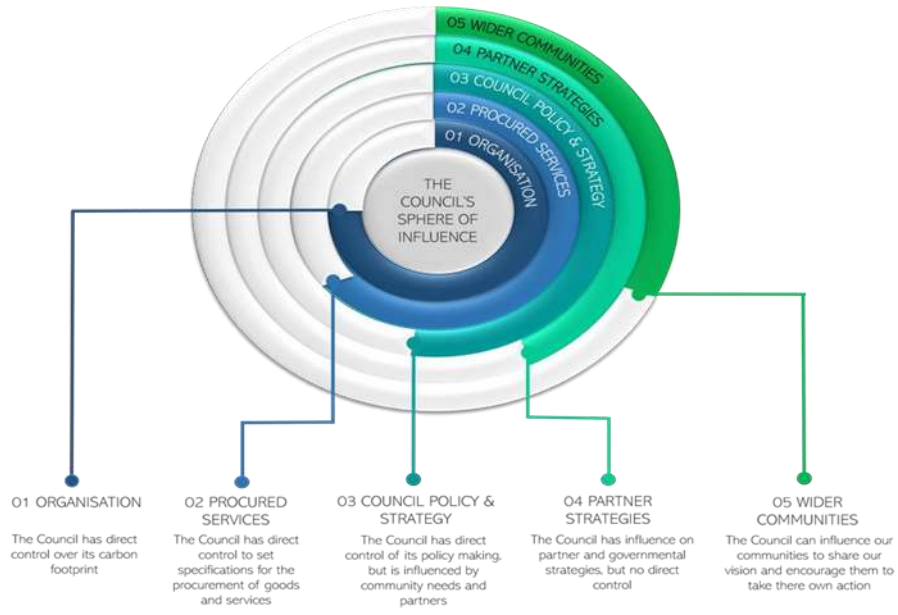 05 WIDER COMMUNITIES
04 PARTNER STRATEGIES
03 COUNCIL POLICY & STRATEGY
02 PROCURED SERVICES
01 ORGANISATION
THE
COUNCIL'S
SPHERE OF
INFLUENCE
01 ORGANISATION
The Council has direct
control over its carbon
footprint
02 PROCURED
SERVICES
The Council has direct
control to set
specifications for the
procurement of goods
and services
03 COUNCIL POLICY &
STRATEGY
The Council has direct
control of its policy making,
but is influenced by
community needs and
partners
04 PARTNER
STRATEGIES
The Council has influence on
partner and governmental
strategies, but no direct
control
05 WIDER
COMMUNITIES
The Council can influence our
communities to share our
vision and encourage them to
take there own action